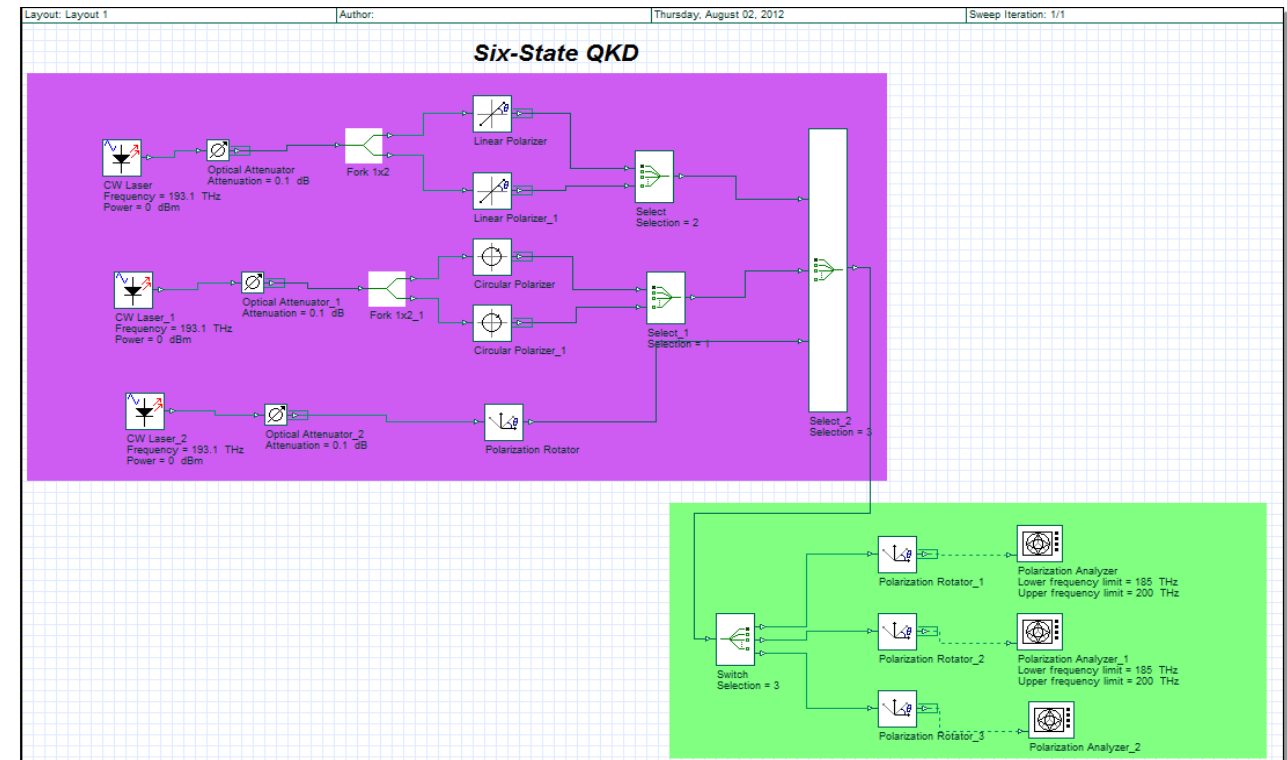 Layout: Layout 1
Author:
Thursday, August 02, 2012
Sweep Iteration: 1/1
Six-State QKD
CW Laser
Frequency = 193.1 THz
Power = 0 dBm
Optical Attenuator
Attenuation = 0.1 dB
Fork 1x2
Linear Polarizer
Linear Polarizer_1
Select
Selection = 2
CW Laser_1
Frequency = 193.1 THz
Power = 0 dBm
Optical Attenuator_1
Attenuation = 0.1 dB
Fork 1x2_1
Circular Polarizer
Circular Polarizer_1
Select_1
Selection = 1
CW Laser_2
Frequency = 193.1 THz
Power = 0 dBm
Optical Attenuator_2
Attenuation = 0.1 dB
Polarization Rotator
Select_2
Selection = 3
Switch
Selection = 3
Polarization Rotator_1
Polarization Analyzer
Lower frequency limit = 185 THz
Upper frequency limit = 200 THz
Polarization Rotator_2
Polarization Analyzer_1
Lower frequency limit = 185 THz
Upper frequency limit = 200 THz
Polarization Rotator_3
Polarization Analyzer_2